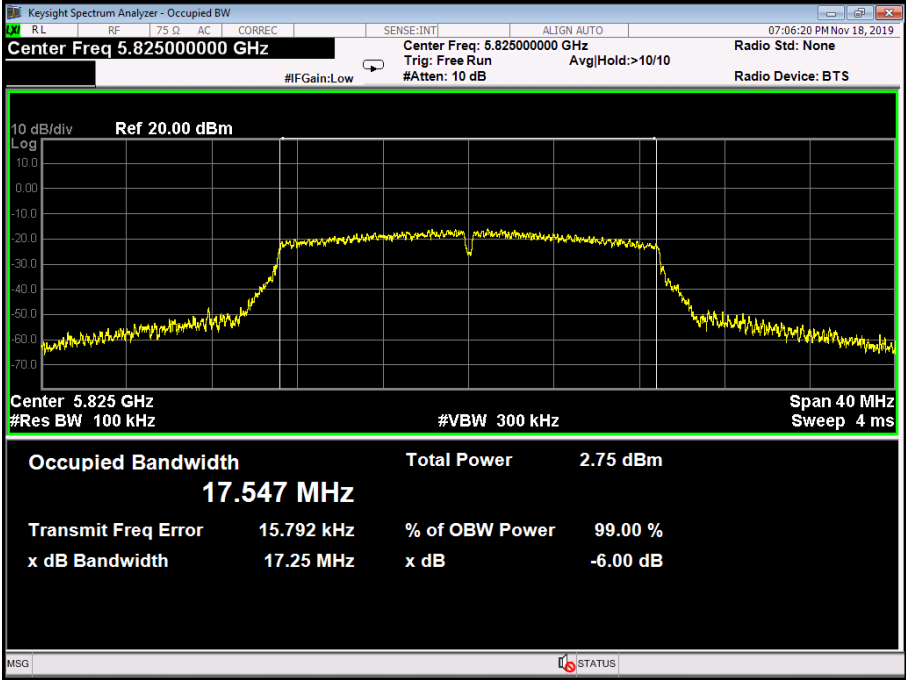 Keysight Spectrum Analyzer - Occupied BW
LXI RL RF 75 Ω AC CORREC SENSE:INT ALIGN AUTO 07:06:20 PM Nov 18, 2019
Center Freq 5.825000000 GHz Center Freq: 5.825000000 GHz Radio Std: None
Trig: Free Run Avg|Hold:>10/10
#IFGain:Low #Atten: 10 dB Radio Device: BTS
10 dB/div Ref 20.00 dBm
Log
10.0
0.00
-10.0
-20.0
-30.0
-40.0
-50.0
-60.0
-70.0
Center 5.825 GHz Span 40 MHz
#Res BW 100 kHz #VBW 300 kHz Sweep 4 ms
Occupied Bandwidth Total Power 2.75 dBm
17.547 MHz
Transmit Freq Error 15.792 kHz % of OBW Power 99.00 %
x dB Bandwidth 17.25 MHz x dB -6.00 dB
MSG STATUS